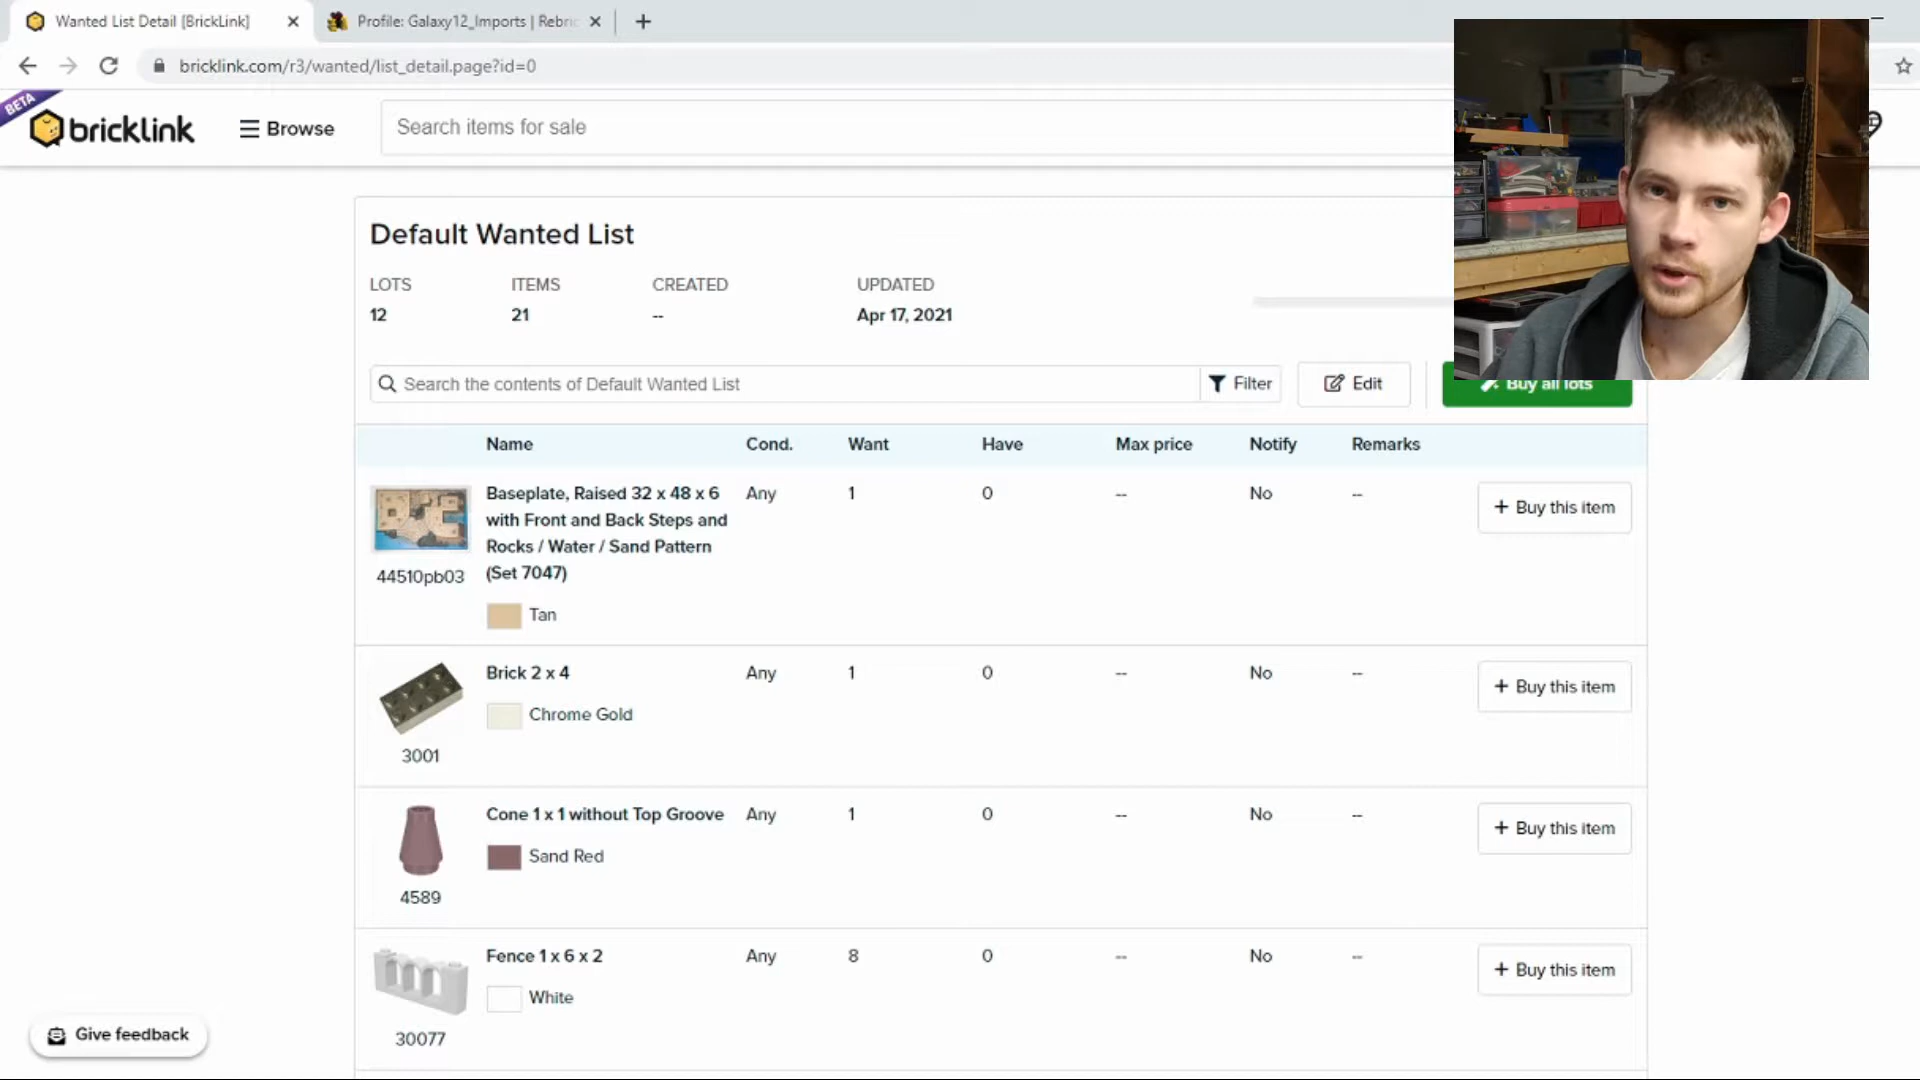 Wanted List Detail [BrickLink]
Profile: Galaxy12_Imports | Rebric
bricklink.com/r3/wanted/list_detail.page?id=0
BETA
bricklink
Browse
Search items for sale
Default Wanted List
LOTS ITEMS CREATED UPDATED
12 21 -- Apr 17, 2021
Search the contents of Default Wanted List
Filter
Edit
Buy all lots
Name Cond. Want Have Max price Notify Remarks
Baseplate, Raised 32 x 48 x 6 Any 1 0 -- No --
+ Buy this item
with Front and Back Steps and
Rocks / Water / Sand Pattern
(Set 7047)
44510pb03
Tan
Brick 2 x 4 Any 1 0 -- No --
+ Buy this item
Chrome Gold
3001
Cone 1 x 1 without Top Groove Any 1 0 -- No --
+ Buy this item
Sand Red
4589
Fence 1 x 6 x 2 Any 8 0 -- No --
+ Buy this item
White
30077
Give feedback